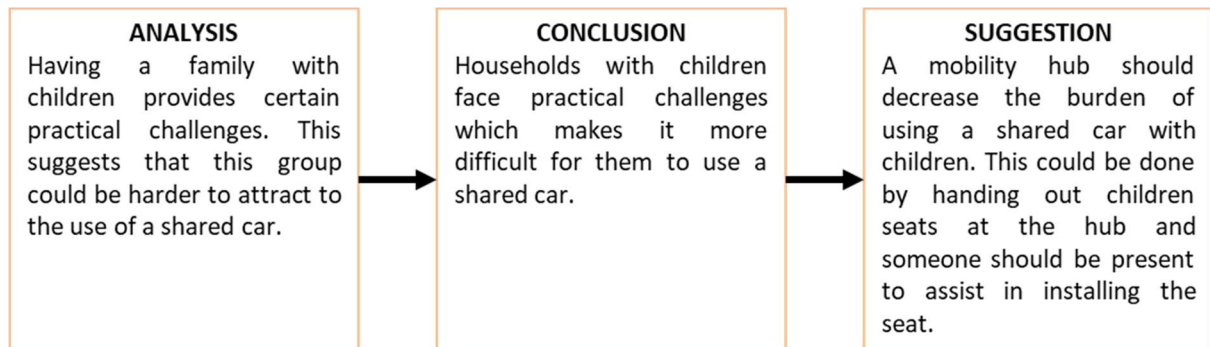 ANALYSIS
Having a family with
children provides certain
practical challenges. This
suggests that this group
could be harder to attract to
the use of a shared car.
CONCLUSION
Households with children
face practical challenges
which makes it more
difficult for them to use a
shared car.
SUGGESTION
A mobility hub should
decrease the burden of
using a shared car with
children. This could be done
by handing out children
seats at the hub and
someone should be present
to assist in installing the
seat.